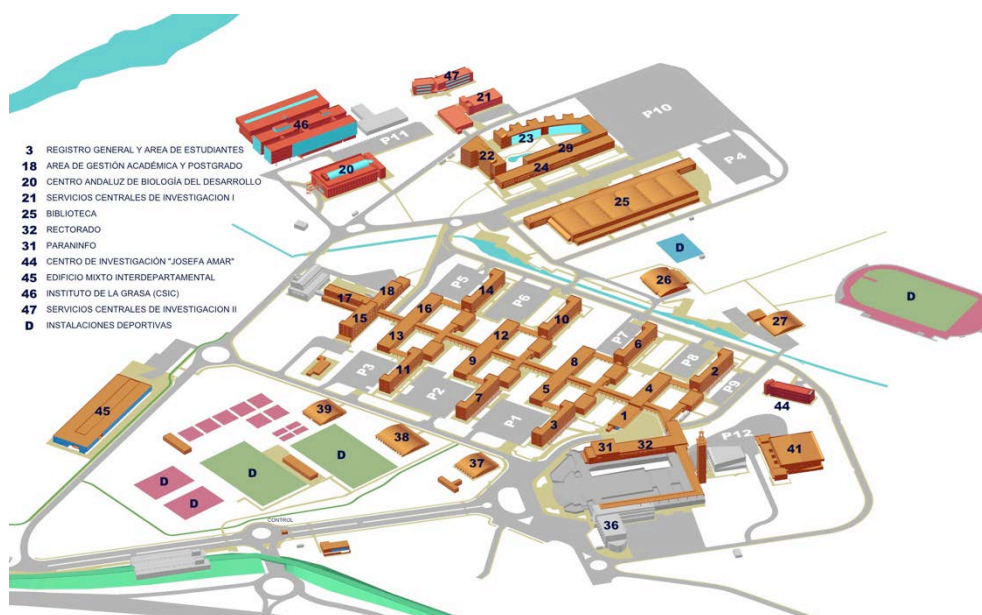 47
21
46
P10
P11
23
29
22
24
P4
3 REGISTRO GENERAL Y AREA DE ESTUDIANTES
18 AREA DE GESTIÓN ACADÉMICA Y POSTGRADO
20 CENTRO ANDALUZ DE BIOLOGÍA DEL DESARROLLO
21 SERVICIOS CENTRALES DE INVESTIGACION I
25 BIBLIOTECA
32 RECTORADO
31 PARANINFO
44 CENTRO DE INVESTIGACIÓN "JOSEFA AMAR"
45 EDIFICIO MIXTO INTERDEPARTAMENTAL
46 INSTITUTO DE LA GRASA (CSIC)
47 SERVICIOS CENTRALES DE INVESTIGACION II
D INSTALACIONES DEPORTIVAS
20
25
D
26
D
27
P5
14
18
17
16
P6
15
10
12
P7
13
6
P3
9
8
P8
11
2
P2
5
4
P9
7
44
45
39
P1
3
1
38
31
32
P12
41
37
D
D
D
D
36
CONTROL